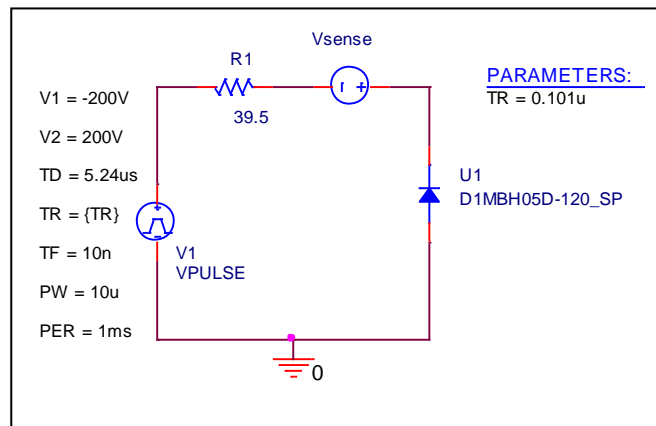 Vsense
R1
39.5
PARAMETERS:
TR = 0.101u
V1 = -200V
V2 = 200V
TD = 5.24us
TR = {TR}
TF = 10n
PW = 10u
PER = 1ms
V1
VPULSE
U1
D1MBH05D-120_SP
0